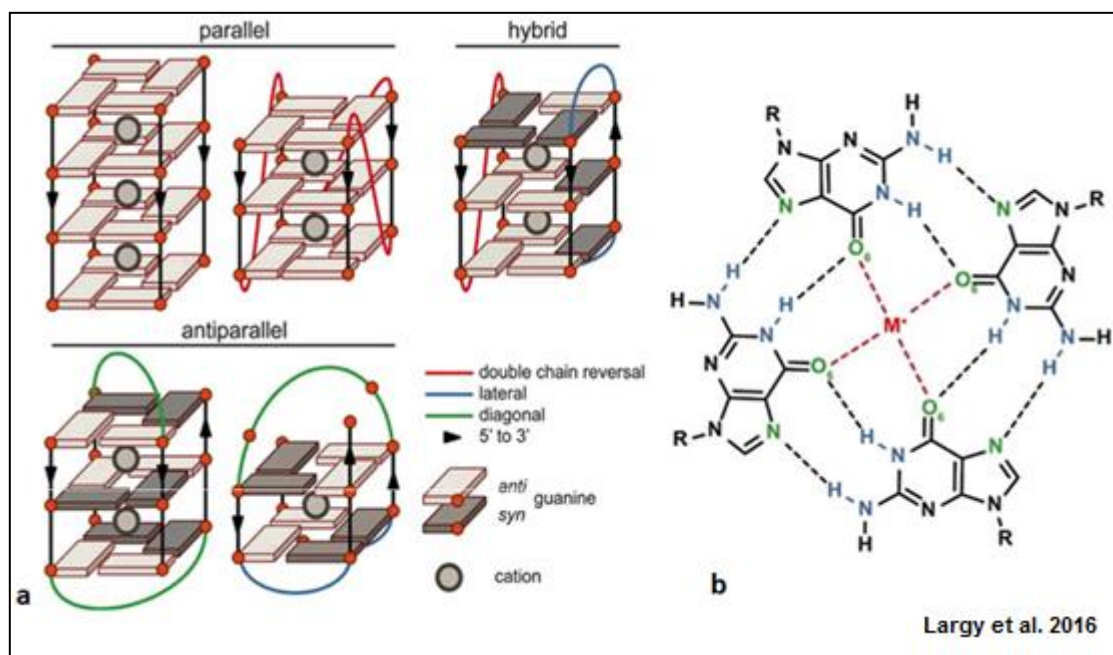 parallel
hybrid
antiparallel
double chain reversal
lateral
diagonal
5' to 3'
anti
guanine
syn
cation
a
H
R
N
N
N
H
N
H
N
H
O6
N
N
R
H
O6
N
H
H
N
N
N
H
M+
N
H
H
N
N
O6
O6
H
N
N
R
N
H
N
N
N
R
H
b
Largy et al. 2016